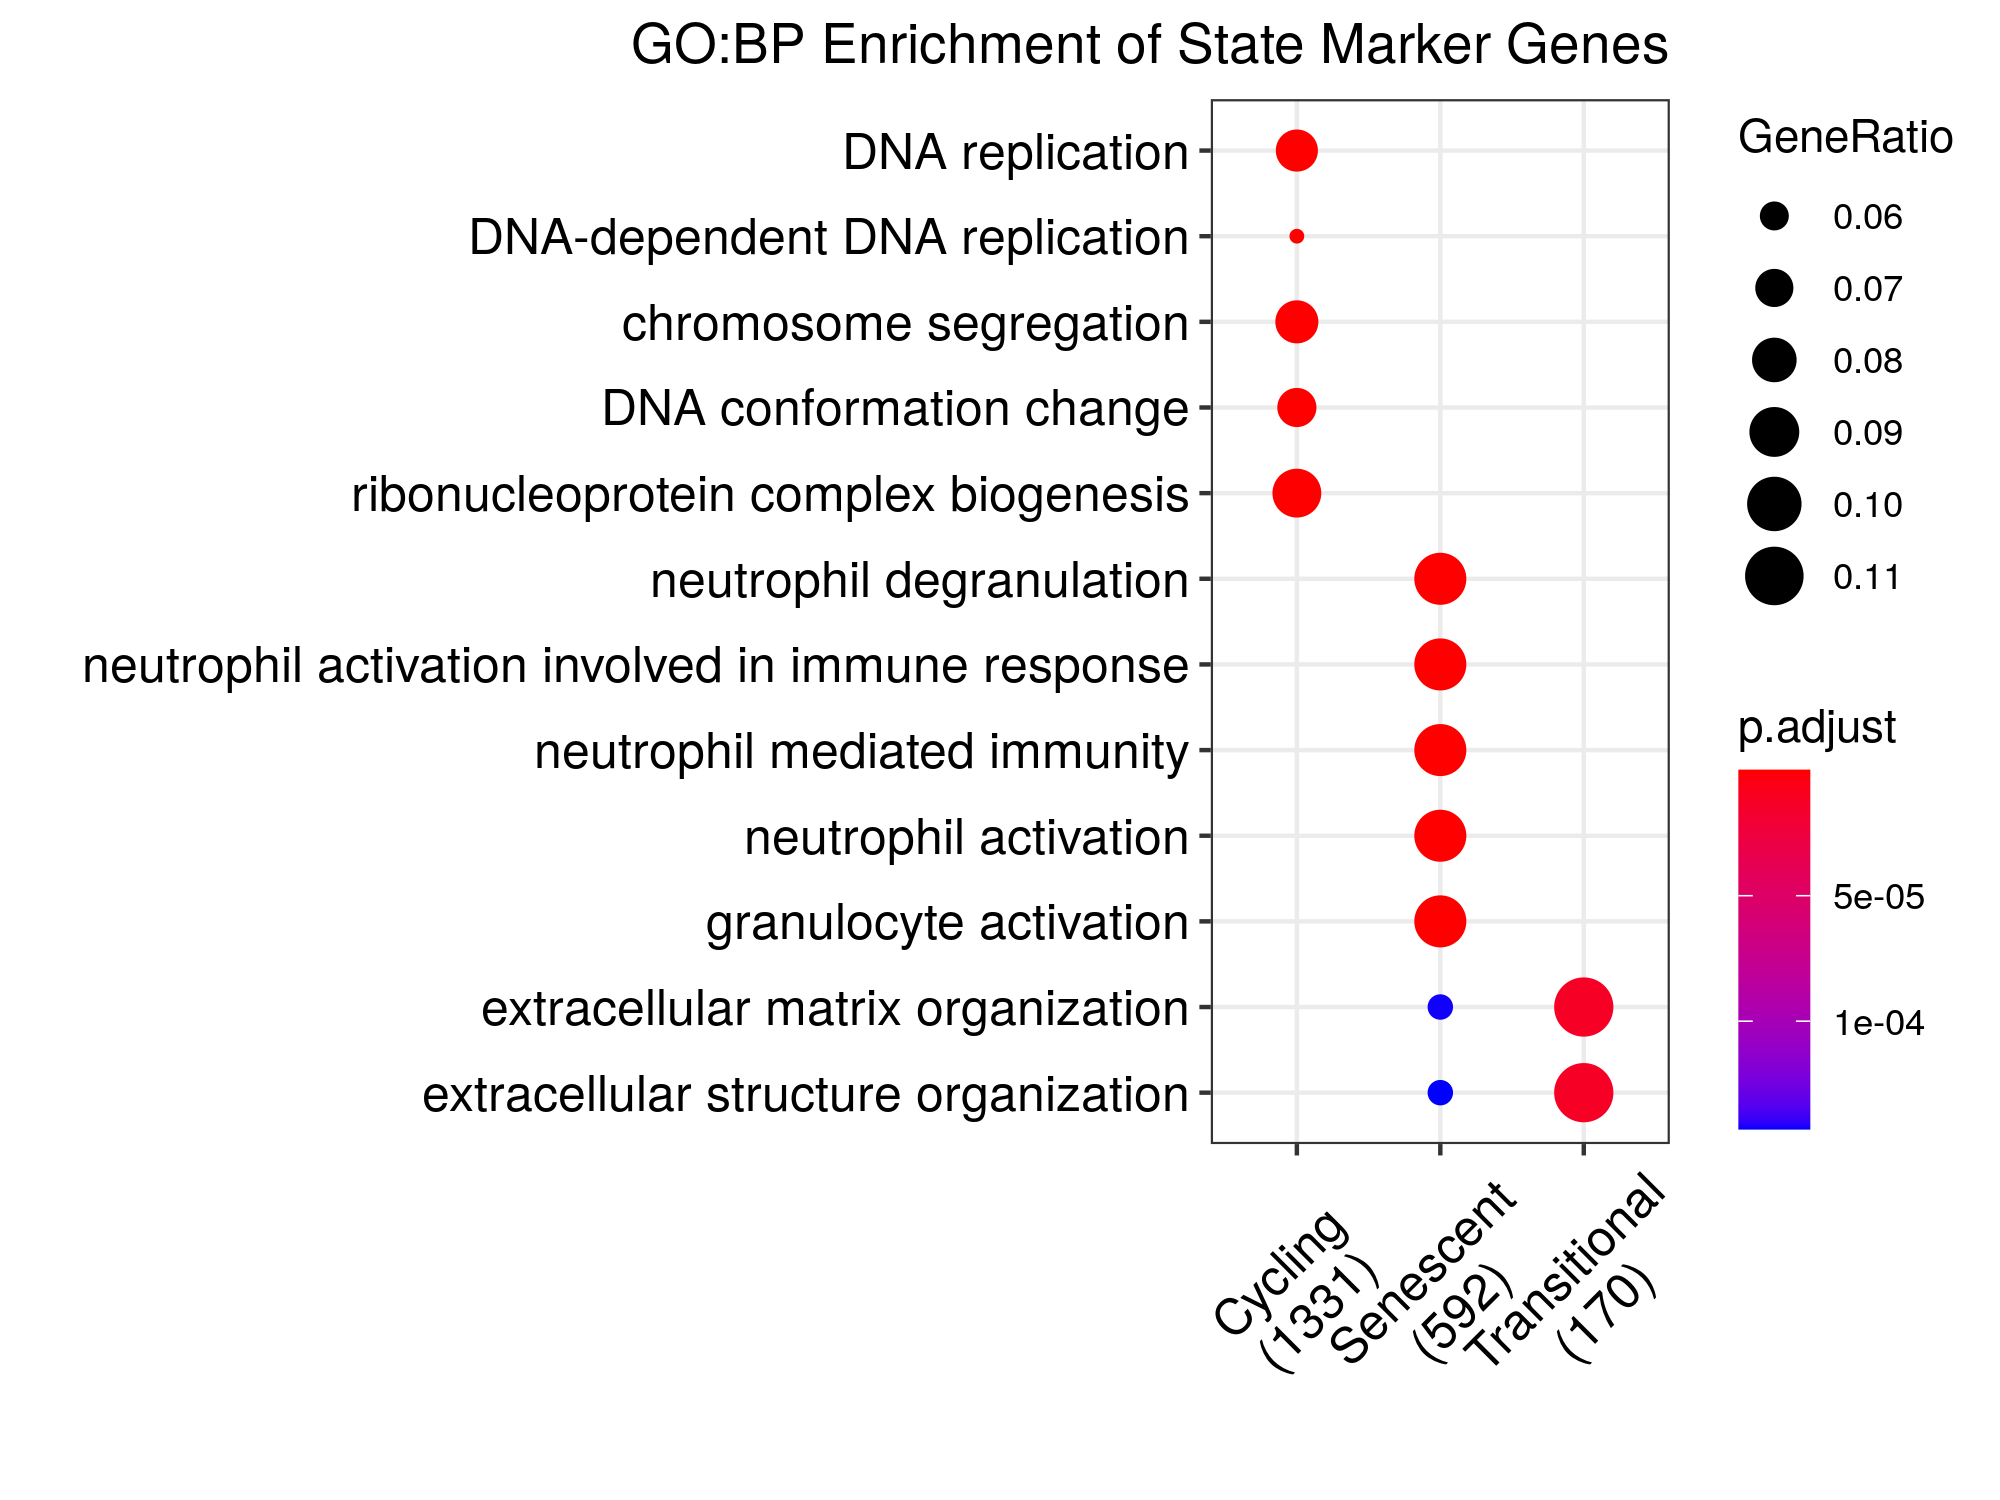 GO:BP Enrichment of State Marker Genes
DNA replication
DNA-dependent DNA replication
chromosome segregation
DNA conformation change
ribonucleoprotein complex biogenesis
neutrophil degranulation
neutrophil activation involved in immune response
neutrophil mediated immunity
neutrophil activation
granulocyte activation
extracellular matrix organization
extracellular structure organization
Cycling
(1331)
Senescent
(592)
Transitional
(170)
GeneRatio
0.06
0.07
0.08
0.09
0.10
0.11
p.adjust
5e-05
1e-04